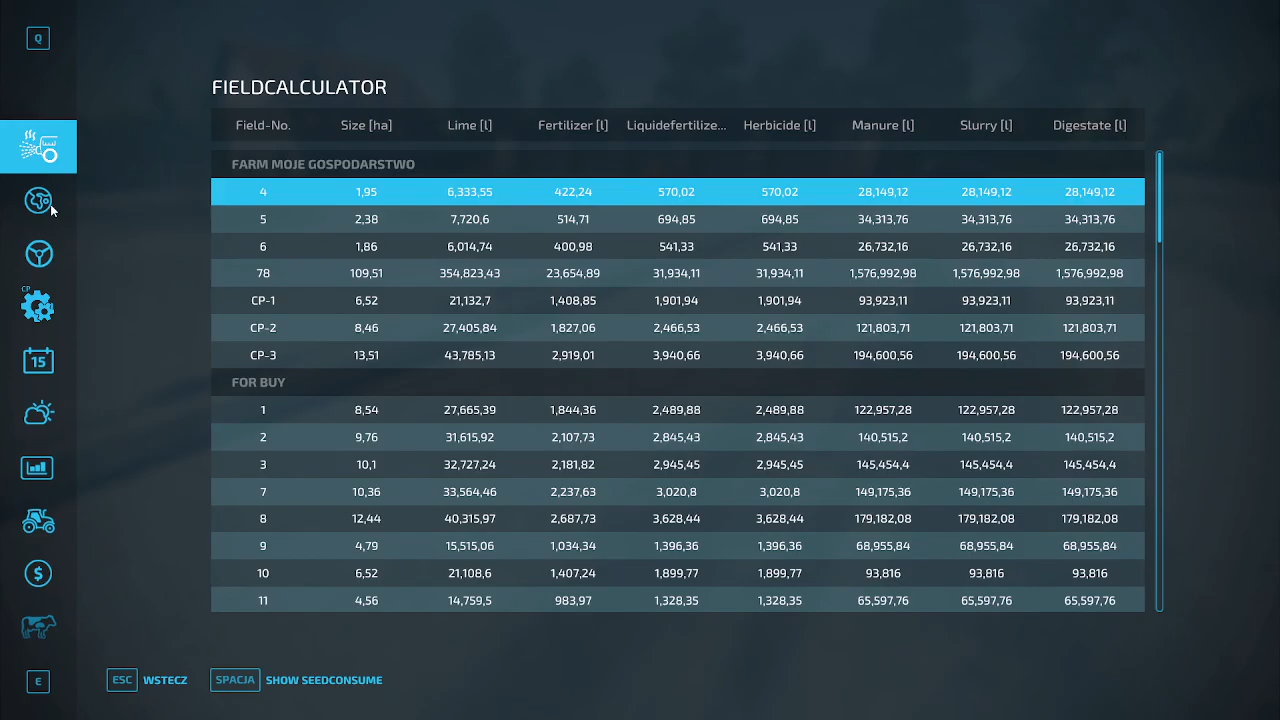 Q
FIELDCALCULATOR
Field-No. Size [ha] Lime [l] Fertilizer [l] Liquidefertilize... Herbicide [l] Manure [l] Slurry [l] Digestate [l]
FARM MOJE GOSPODARSTWO
4 1,95 6,333,55 422,24 570,02 570,02 28,149,12 28,149,12 28,149,12
5 2,38 7,720,6 514,71 694,85 694,85 34,313,76 34,313,76 34,313,76
6 1,86 6,014,74 400,98 541,33 541,33 26,732,16 26,732,16 26,732,16
78 109,51 354,823,43 23,654,89 31,934,11 31,934,11 1,576,992,98 1,576,992,98 1,576,992,98
CP
CP-1 6,52 21,132,7 1,408,85 1,901,94 1,901,94 93,923,11 93,923,11 93,923,11
CP-2 8,46 27,405,84 1,827,06 2,466,53 2,466,53 121,803,71 121,803,71 121,803,71
CP-3 13,51 43,785,13 2,919,01 3,940,66 3,940,66 194,600,56 194,600,56 194,600,56
15
FOR BUY
1 8,54 27,665,39 1,844,36 2,489,88 2,489,88 122,957,28 122,957,28 122,957,28
2 9,76 31,615,92 2,107,73 2,845,43 2,845,43 140,515,2 140,515,2 140,515,2
3 10,1 32,727,24 2,181,82 2,945,45 2,945,45 145,454,4 145,454,4 145,454,4
7 10,36 33,564,46 2,237,63 3,020,8 3,020,8 149,175,36 149,175,36 149,175,36
8 12,44 40,315,97 2,687,73 3,628,44 3,628,44 179,182,08 179,182,08 179,182,08
9 4,79 15,515,06 1,034,34 1,396,36 1,396,36 68,955,84 68,955,84 68,955,84
10 6,52 21,108,6 1,407,24 1,899,77 1,899,77 93,816 93,816 93,816
11 4,56 14,759,5 983,97 1,328,35 1,328,35 65,597,76 65,597,76 65,597,76
$
E
ESC WSTECZ SPACJA SHOW SEEDCONSUME